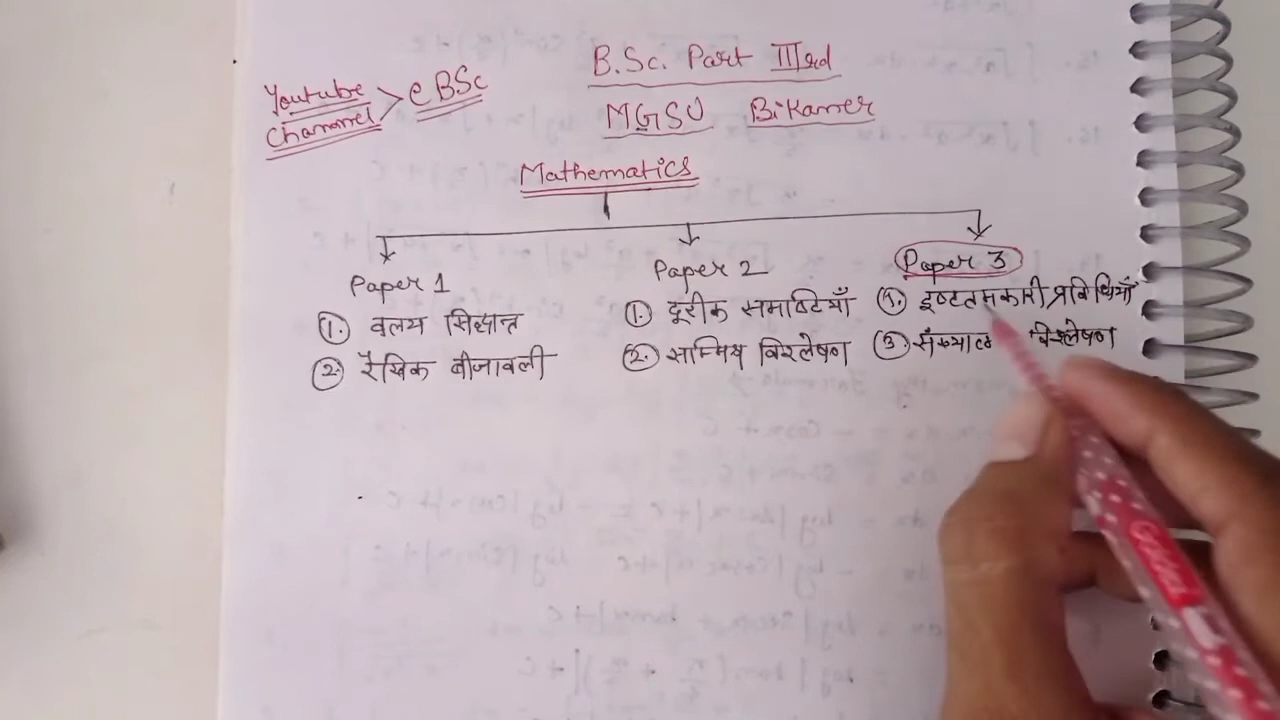 B.Sc. Part IIIrd
Youtube Channel > eBSc
MGSU Bikaner
Mathematics
Paper 1
① वलय सिद्धान्त
② रैखिक बीजावली
Paper 2
① दूरीक समष्टियाँ
② सम्मिश्र विश्लेषण
Paper 3
①. इष्टतमकारी प्रविधियाँ
③ विश्लेषण
Cello